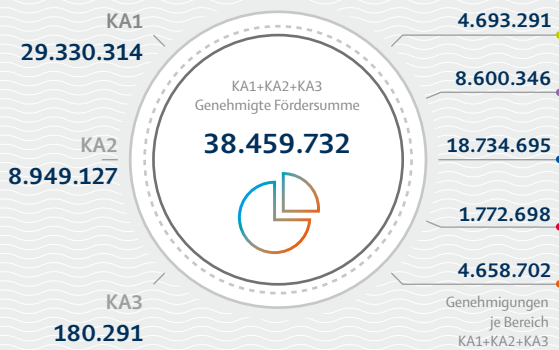 KA1
29.330.314
KA2
8.949.127
KA3
180.291
KA1+KA2+KA3
Genehmigte Fördersumme
38.459.732
4.693.291
8.600.346
18.734.695
1.772.698
4.658.702
Genehmigungen
je Bereich
KA1+KA2+KA3